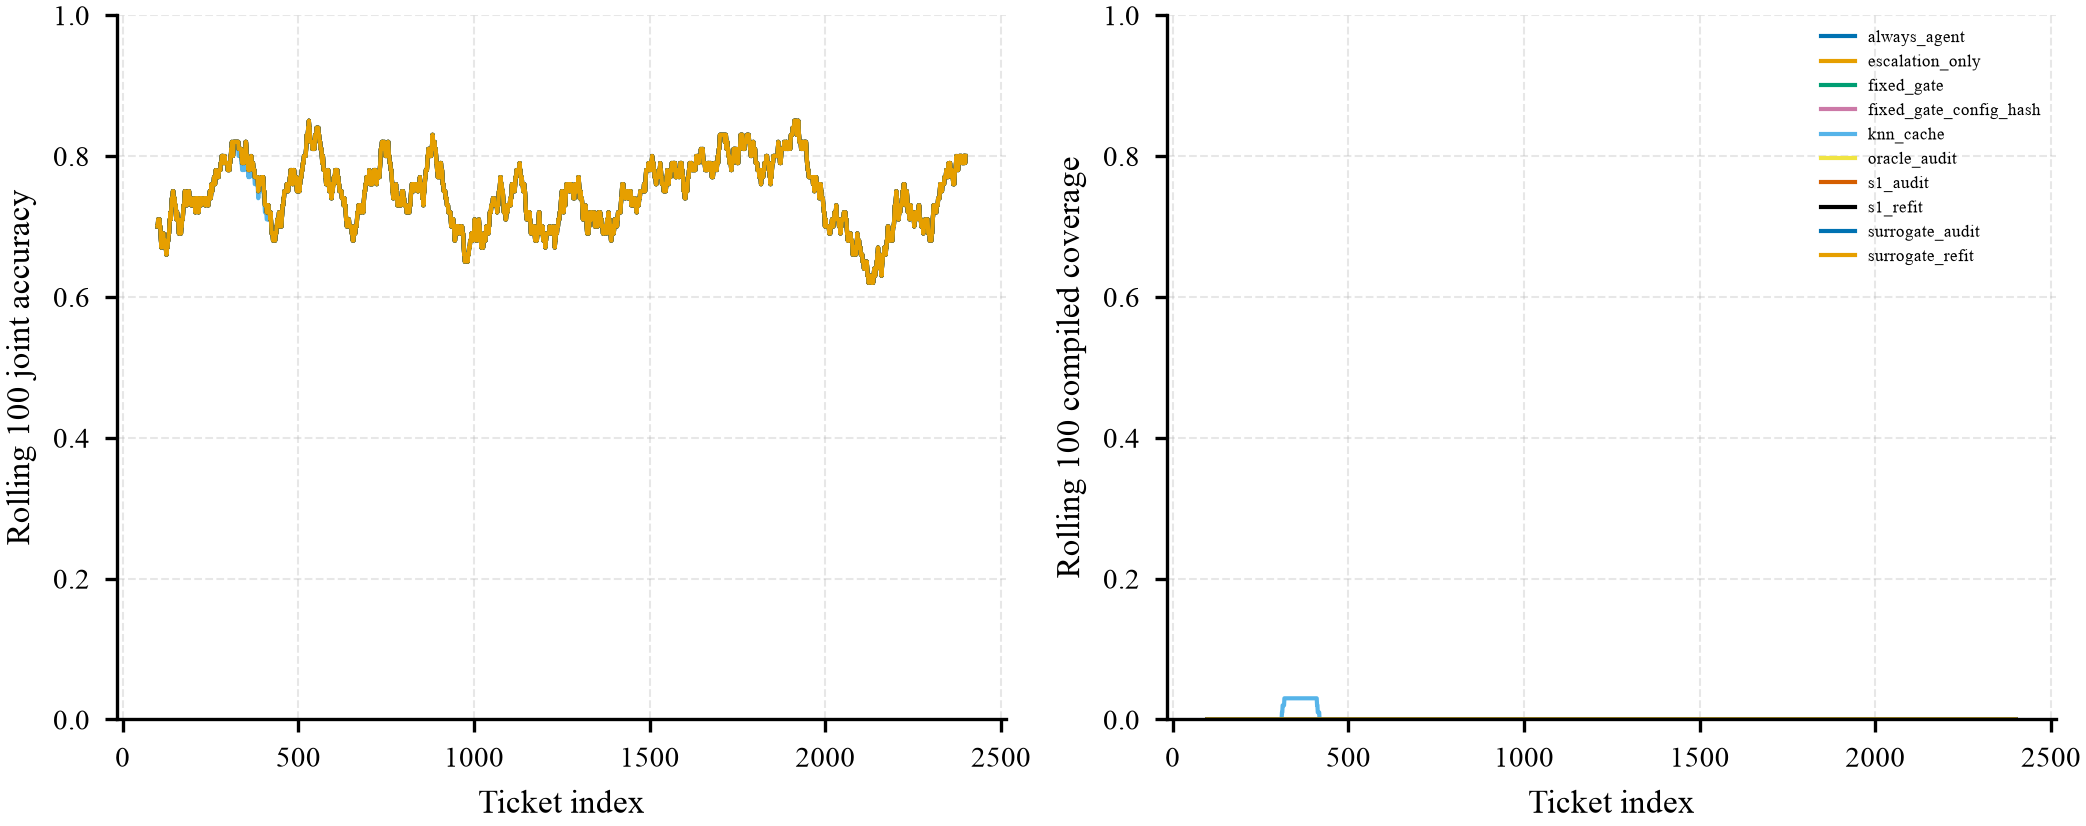 Rolling 100 joint accuracy
1.0
0.8
0.6
0.4
0.2
0.0
0 500 1000 1500 2000 2500
Ticket index
Rolling 100 compiled coverage
1.0
0.8
0.6
0.4
0.2
0.0
always_agent
escalation_only
fixed_gate
fixed_gate_config_hash
knn_cache
oracle_audit
s1_audit
s1_refit
surrogate_audit
surrogate_refit
0 500 1000 1500 2000 2500
Ticket index